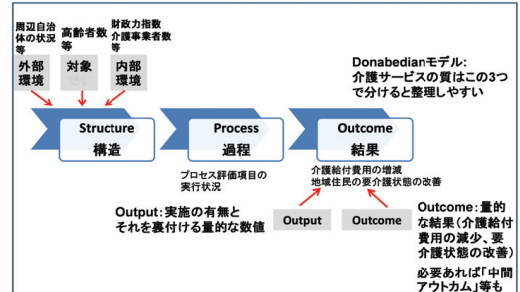 周辺自治
体の状況
等
高齢者数
等
財政力指数
介護事業者数
等
外部
環境
対象
内部
環境
Donabedianモデル:
介護サービスの質はこの3つ
で分けると整理しやすい
Structure
構造
Process
過程
Outcome
結果
プロセス評価項目の
実行状況
介護給付費用の増減
地域住民の要介護状態の改善
Output:実施の有無と
それを裏付ける量的な数値
Output
Outcome
Outcome:量的
な結果(介護給付
費用の減少、要
介護状態の改善)
必要あれば「中間
アウトカム」等も